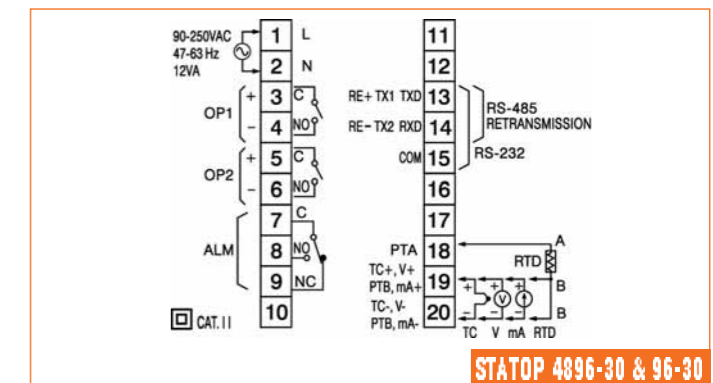 90-250VAC
47-63 Hz
12VA
1 L
2 N
OP1 + 3 C
- 4 NO
OP2 + 5 C
- 6 NO
7 C
ALM 8 NO
9 NC
10
CAT. II
11
12
RE+ TX1 TXD 13
RE- TX2 RXD 14
COM 15
RS-485
RETRANSMISSION
RS-232
16
17
PTA 18 A
RTD
TC+, V+
PTB, mA+ 19 + + V + B
TC-, V-
PTB, mA- 20 - - - B
TC V mA RTD
STATOP 4896-30 & 96-30